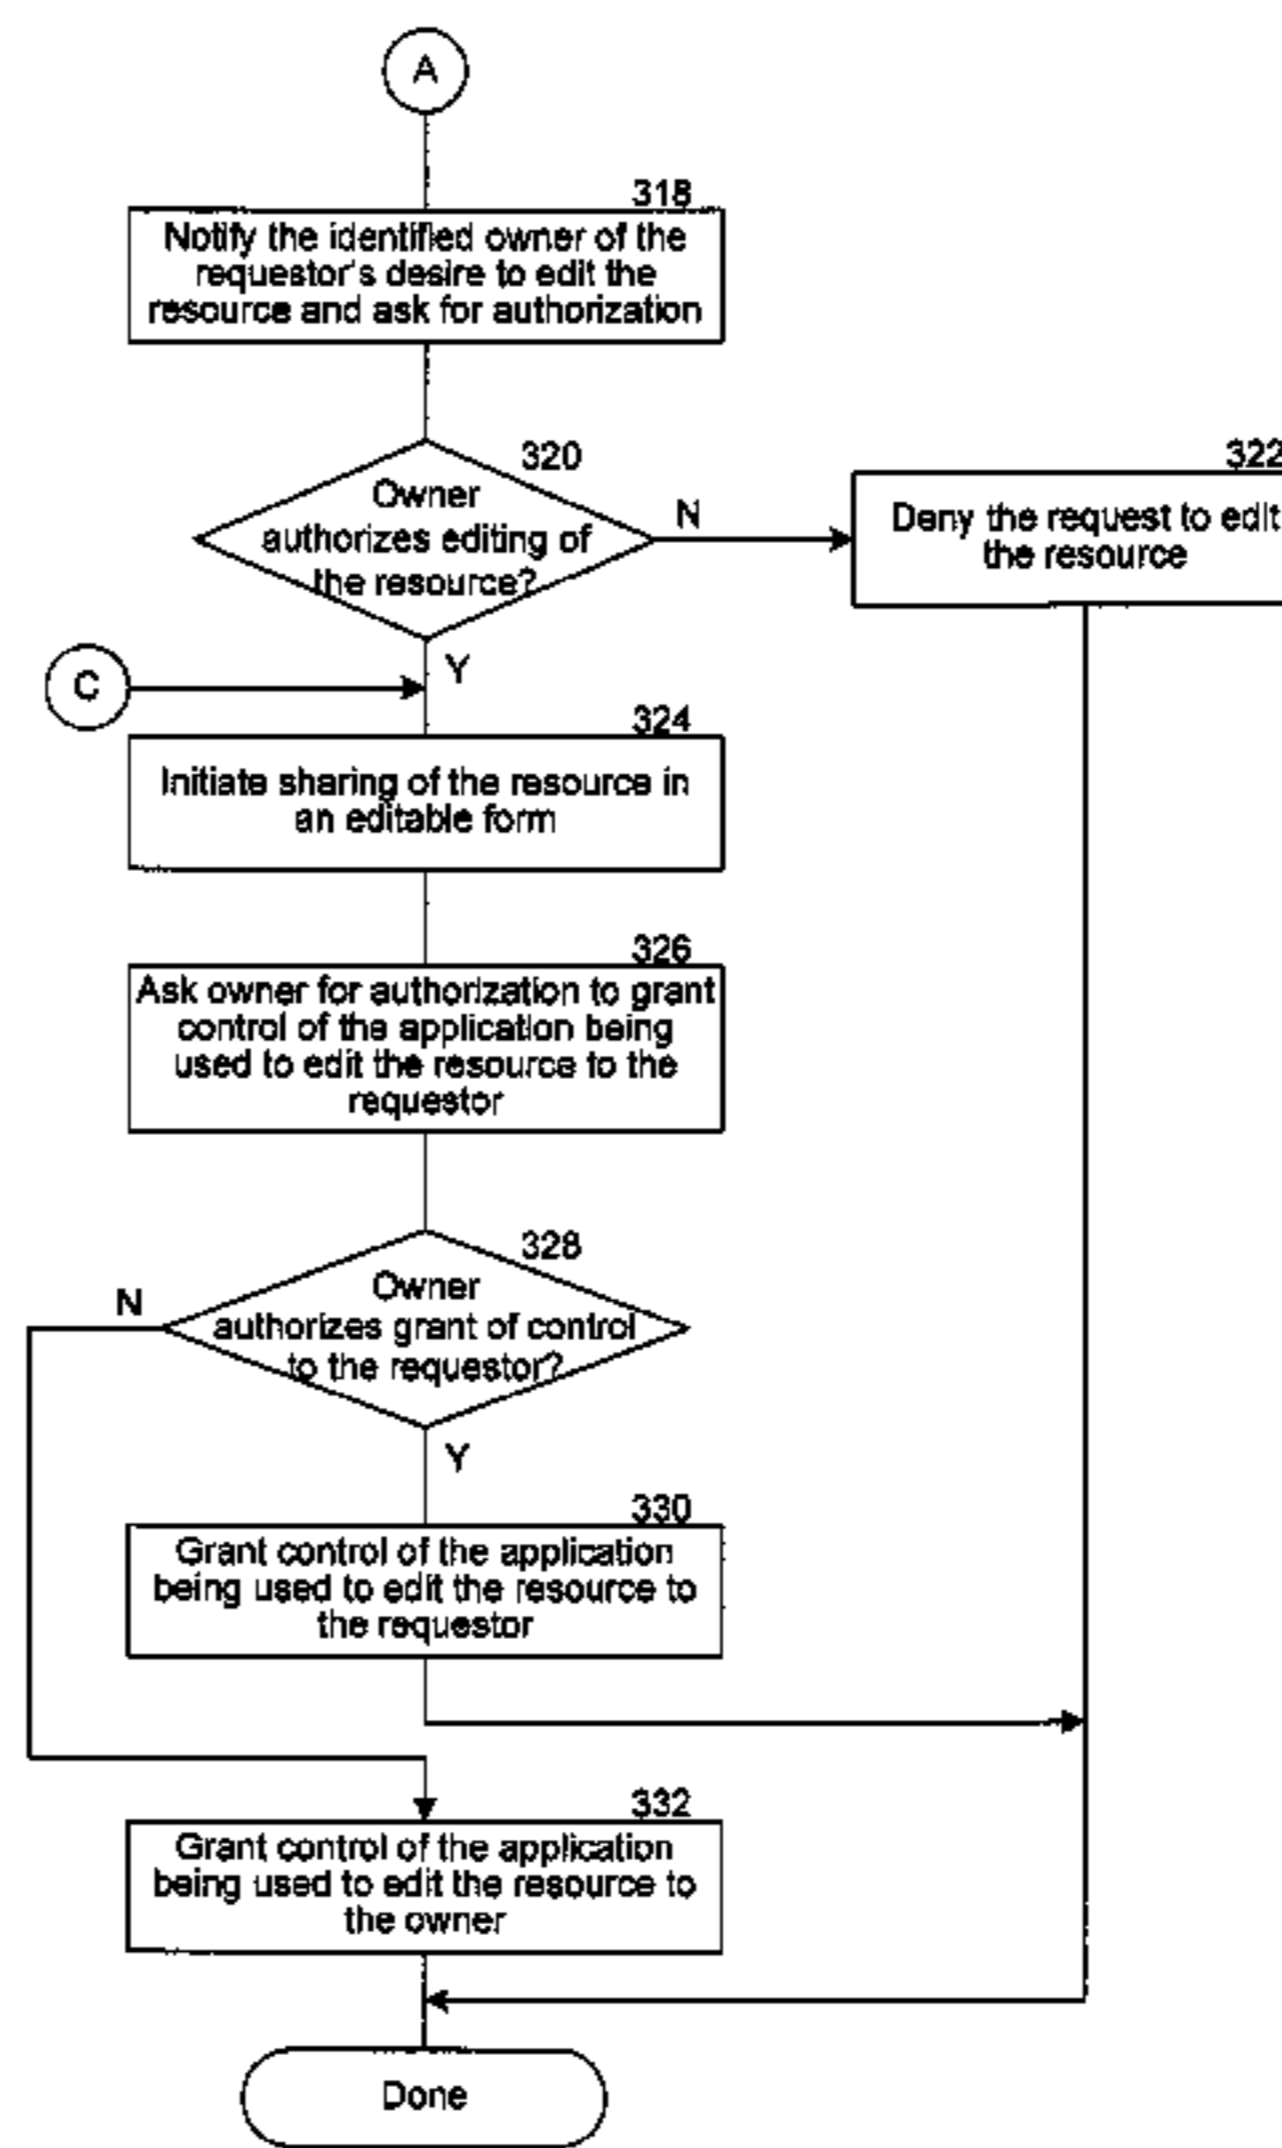 A
318
Notify the identified owner of the
requestor's desire to edit the
resource and ask for authorization
320
Owner
authorizes editing of
the resource?
N
322
Deny the request to edit
the resource
Y
C
324
Initiate sharing of the resource in
an editable form
326
Ask owner for authorization to grant
control of the application being
used to edit the resource to the
requestor
328
Owner
authorizes grant of control
to the requestor?
N
Y
330
Grant control of the application
being used to edit the resource to
the requestor
332
Grant control of the application
being used to edit the resource to
the owner
Done